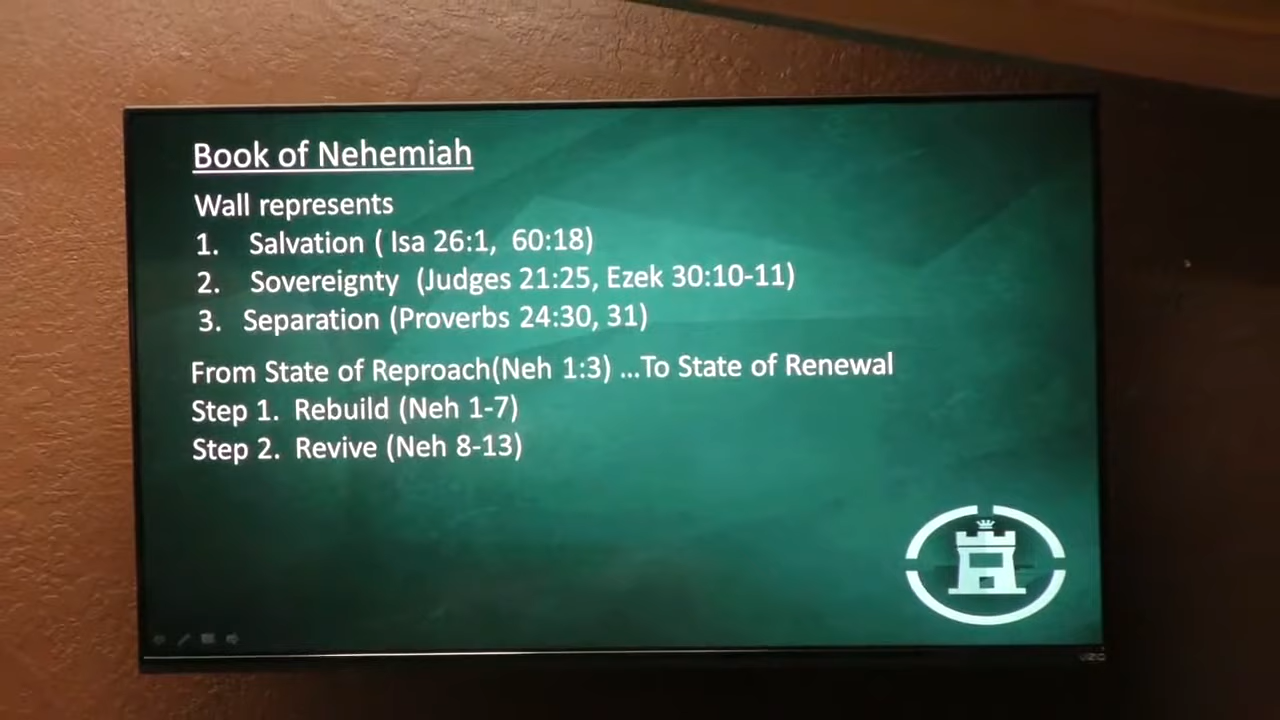 Book of Nehemiah
Wall represents
1. Salvation ( Isa 26:1, 60:18)
2. Sovereignty (Judges 21:25, Ezek 30:10-11)
3. Separation (Proverbs 24:30, 31)
From State of Reproach(Neh 1:3) ...To State of Renewal
Step 1. Rebuild (Neh 1-7)
Step 2. Revive (Neh 8-13)
VIZIO